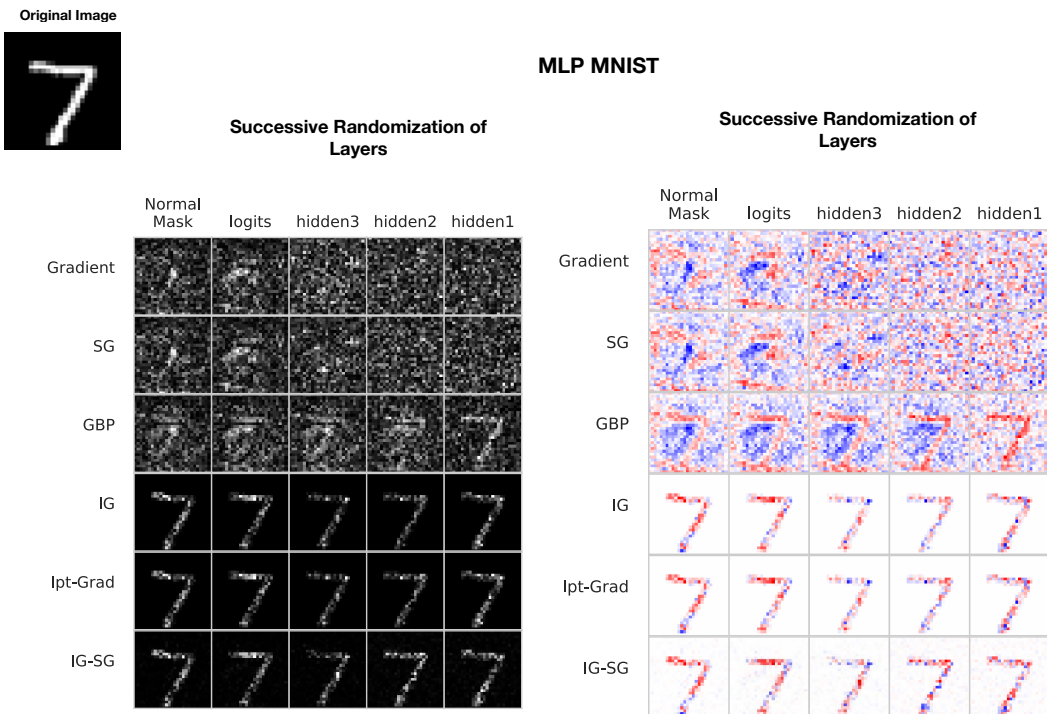 Original Image
MLP MNIST
Successive Randomization of
Layers
Normal
Mask logits hidden3 hidden2 hidden1
Gradient
SG
GBP
IG
Ipt-Grad
IG-SG
Successive Randomization of
Layers
Normal
Mask logits hidden3 hidden2 hidden1
Gradient
SG
GBP
IG
Ipt-Grad
IG-SG